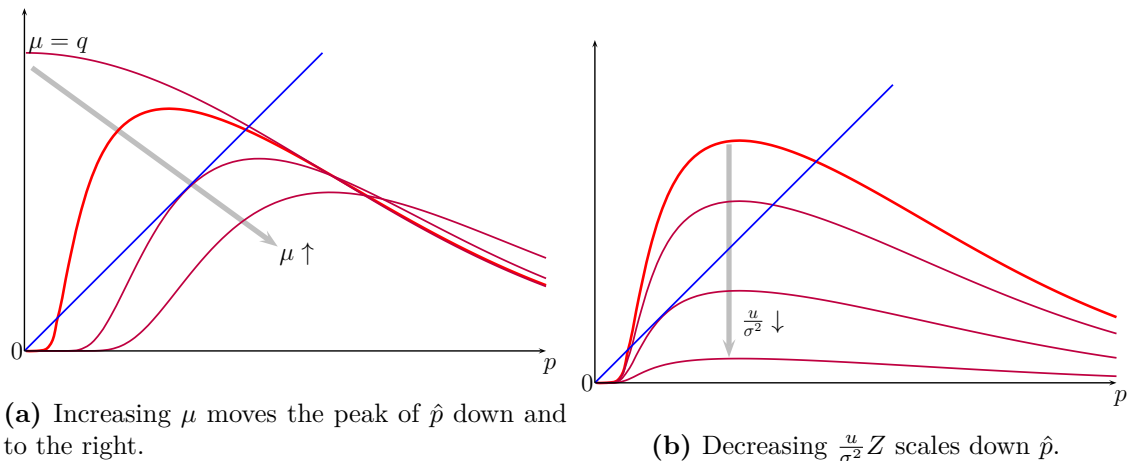 μ = q
μ ↑
0
p
(a) Increasing μ moves the peak of p̂ down and
to the right.
u/σ² ↓
0
p
(b) Decreasing u/σ² Z scales down p̂.